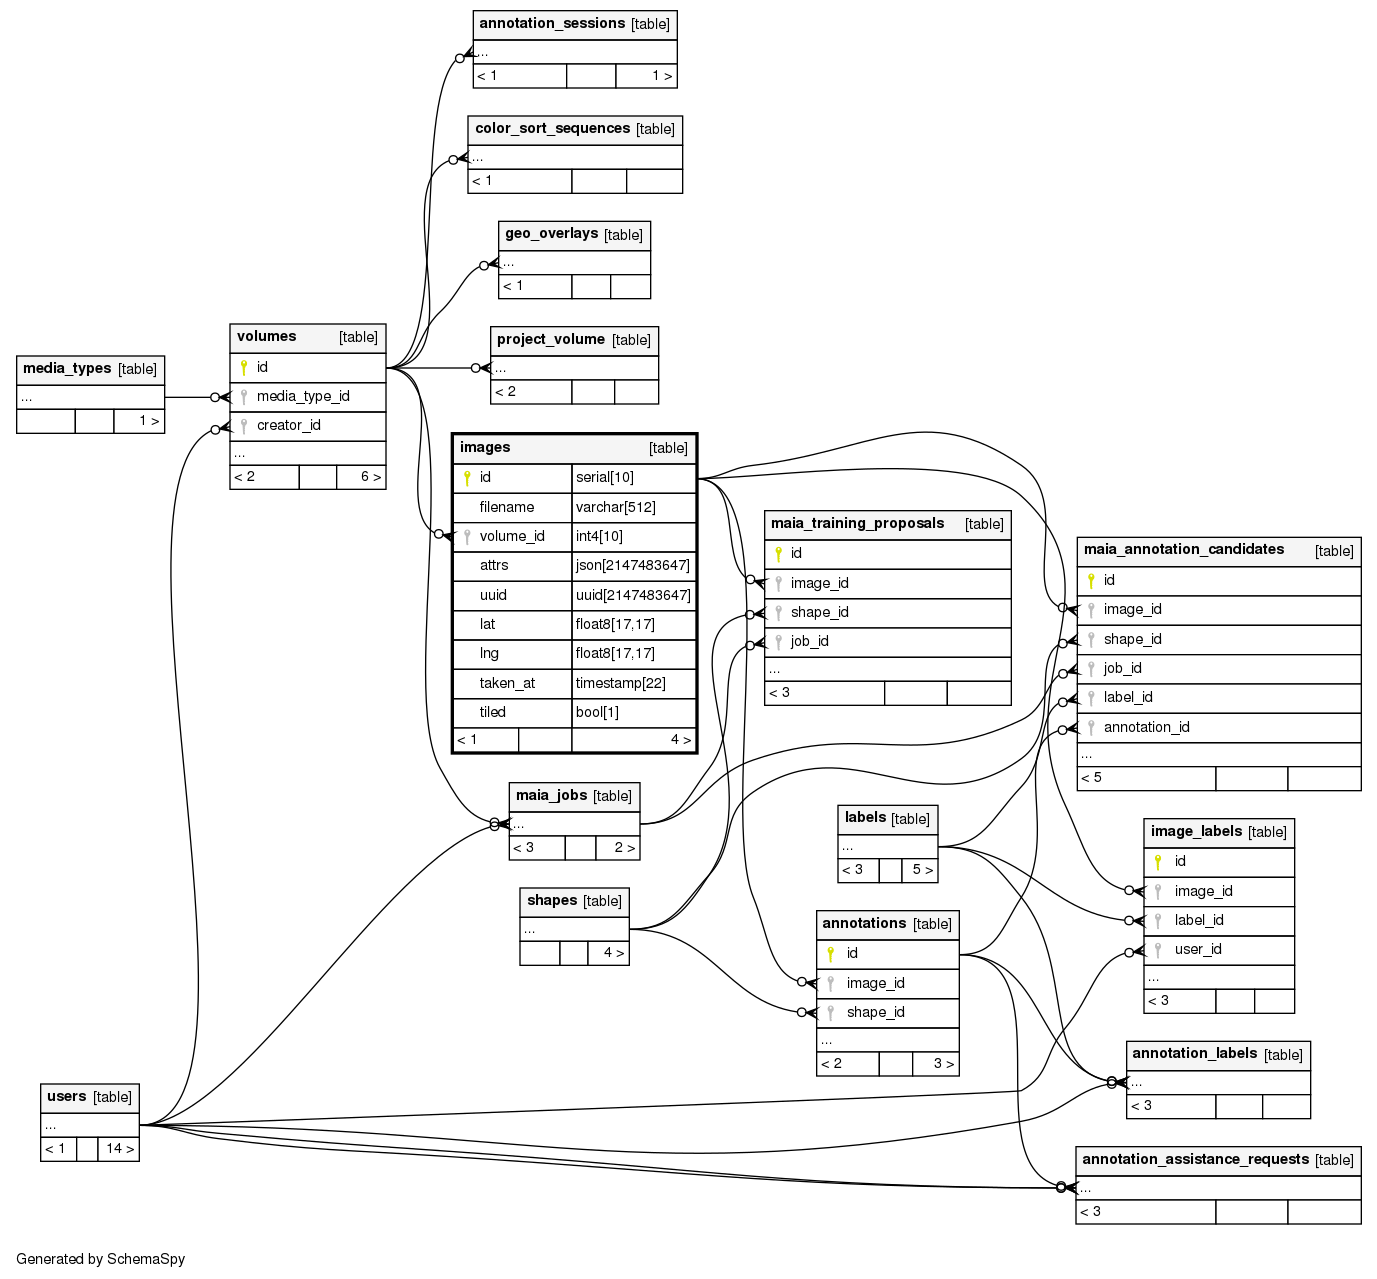 annotation_sessions [table]
...
< 1 1 >
color_sort_sequences [table]
...
< 1
geo_overlays [table]
...
< 1
project_volume [table]
...
< 2
volumes [table]
id
media_type_id
creator_id
...
< 2 6 >
media_types [table]
...
1 >
images [table]
id serial[10]
filename varchar[512]
volume_id int4[10]
attrs json[2147483647]
uuid uuid[2147483647]
lat float8[17,17]
lng float8[17,17]
taken_at timestamp[22]
tiled bool[1]
< 1 4 >
maia_training_proposals [table]
id
image_id
shape_id
job_id
...
< 3
maia_annotation_candidates [table]
id
image_id
shape_id
job_id
label_id
annotation_id
...
< 5
maia_jobs [table]
...
< 3 2 >
labels [table]
...
< 3 5 >
image_labels [table]
id
image_id
label_id
user_id
...
< 3
shapes [table]
...
4 >
annotations [table]
id
image_id
shape_id
...
< 2 3 >
annotation_labels [table]
...
< 3
users [table]
...
< 1 14 >
annotation_assistance_requests [table]
...
< 3
Generated by SchemaSpy